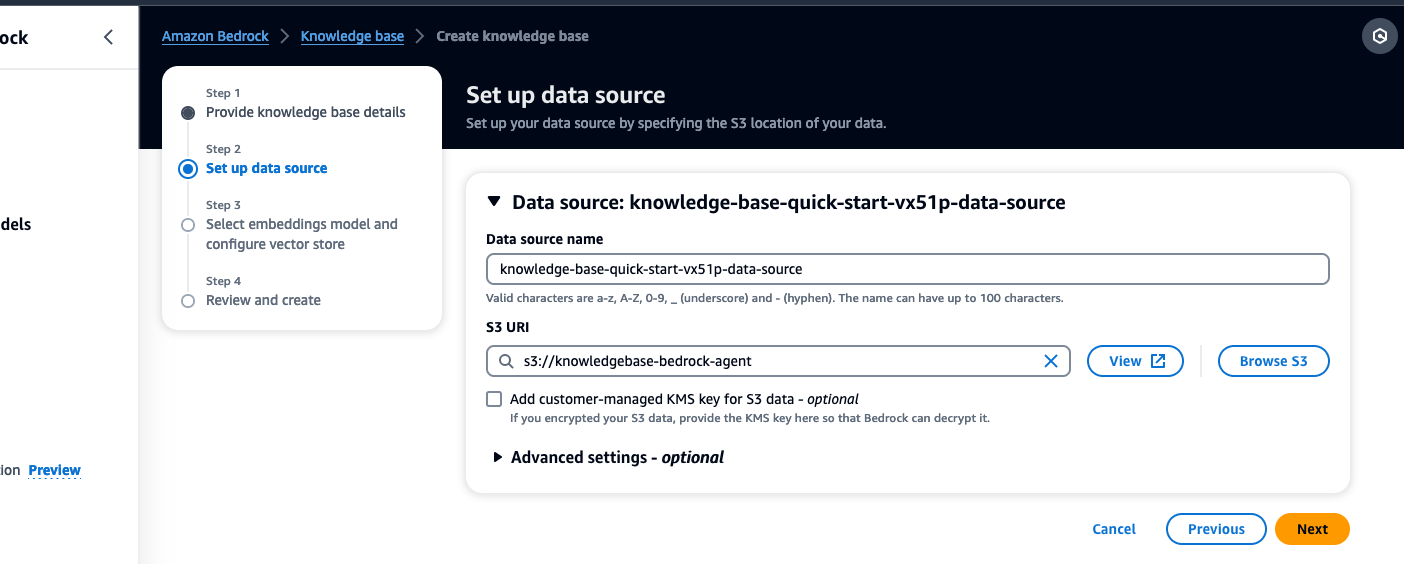 ock
Amazon Bedrock
Knowledge base
Create knowledge base
Step 1
Provide knowledge base details
Step 2
Set up data source
Step 3
Select embeddings model and
configure vector store
Step 4
Review and create
dels
tion Preview
Set up data source
Set up your data source by specifying the S3 location of your data.
Data source: knowledge-base-quick-start-vx51p-data-source
Data source name
knowledge-base-quick-start-vx51p-data-source
Valid characters are a-z, A-Z, 0-9, _ (underscore) and - (hyphen). The name can have up to 100 characters.
S3 URI
s3://knowledgebase-bedrock-agent
View
Browse S3
Add customer-managed KMS key for S3 data - optional
If you encrypted your S3 data, provide the KMS key here so that Bedrock can decrypt it.
Advanced settings - optional
Cancel
Previous
Next